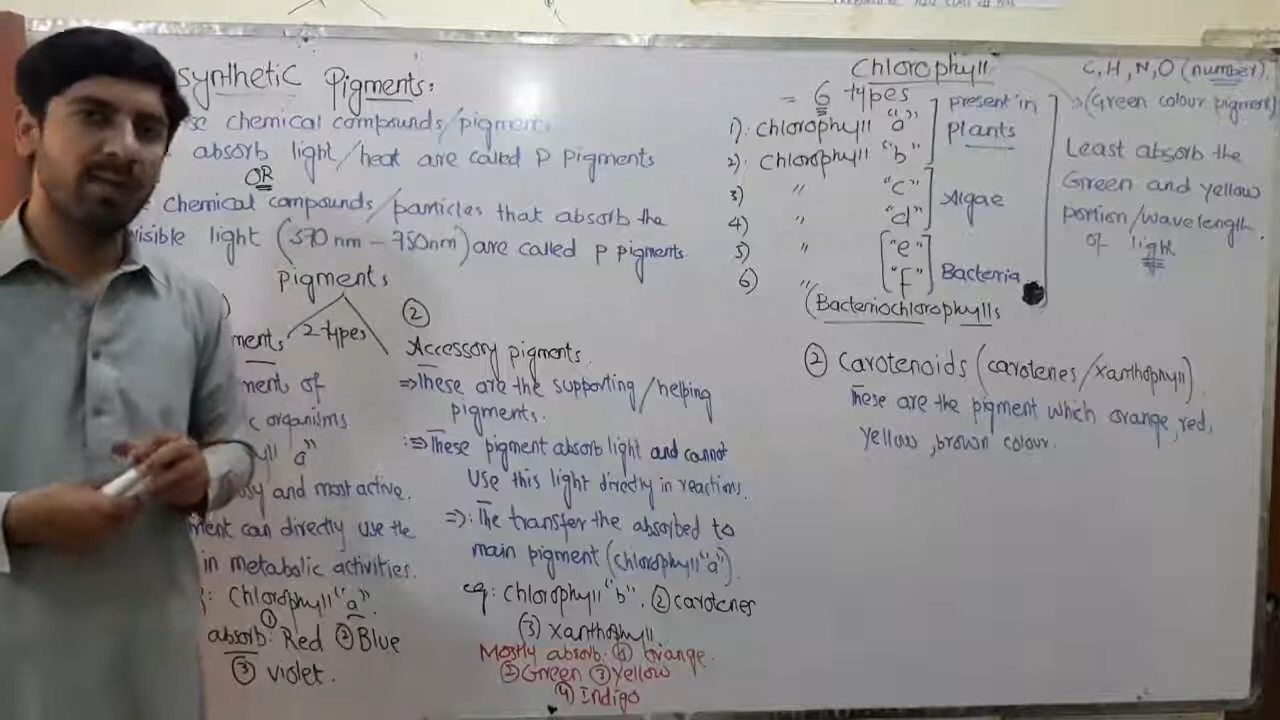 synthetic Pigments:
se chemical compounds/pigmen
absorb light/heat are called P Pigments
OR
chemical compounds/particles that absorb the
visible light (370 nm - 750nm) are called P pigments
Pigments
2 types
ments
ment of
c organisms
yll "a"
and most active.
ment can directly use the
in metabolic activities.
: Chlorophyll "a".
absorb: ① Red ② Blue
③ violet.
②
Accessory pigments.
⇒ These are the supporting/helping
pigments.
⇒ These pigment absorb light and cannot
use this light directly in reactions.
⇒: The transfer the absorbed to
main pigment (chlorophyll "a").
eg: Chlorophyll "b". ② carotenes
(3) Xanthophyll
Mostly absorb: ① orange.
② Green ③ Yellow
④ Indigo
Chlorophyll
= 6 types
1). Chlorophyll "a"
2). Chlorophyll "b"
present in
plants
3) " "c"
4) " "d"
Algae
5) " "e"
6) " "f"
Bacteria
(Bacteriochlorophylls
C, H, N, O (number).
(Green colour pigment)
Least absorb the
Green and yellow
portion/wavelength.
of light
② Carotenoids (carotenes/xanthophyll).
These are the pigment which orange, red,
Yellow, brown colour.